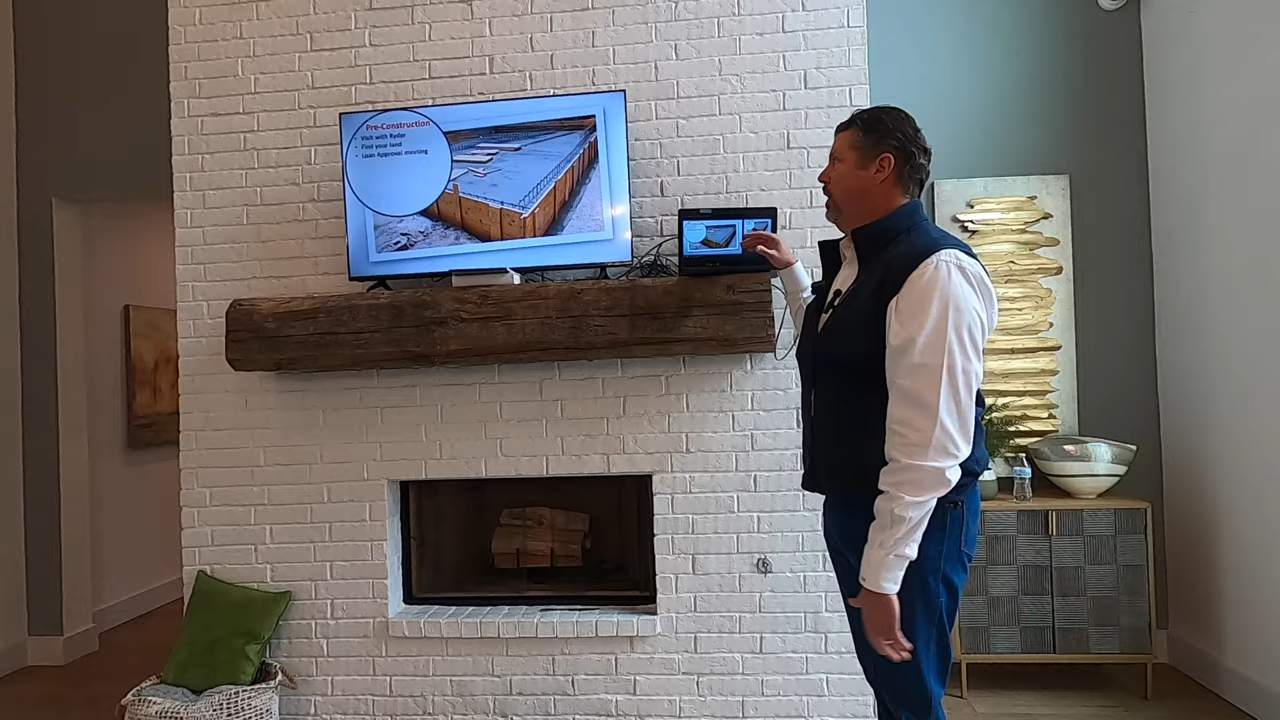 Pre-Construction
• Visit with Ryder
• Find your land
• Loan Approval meeting